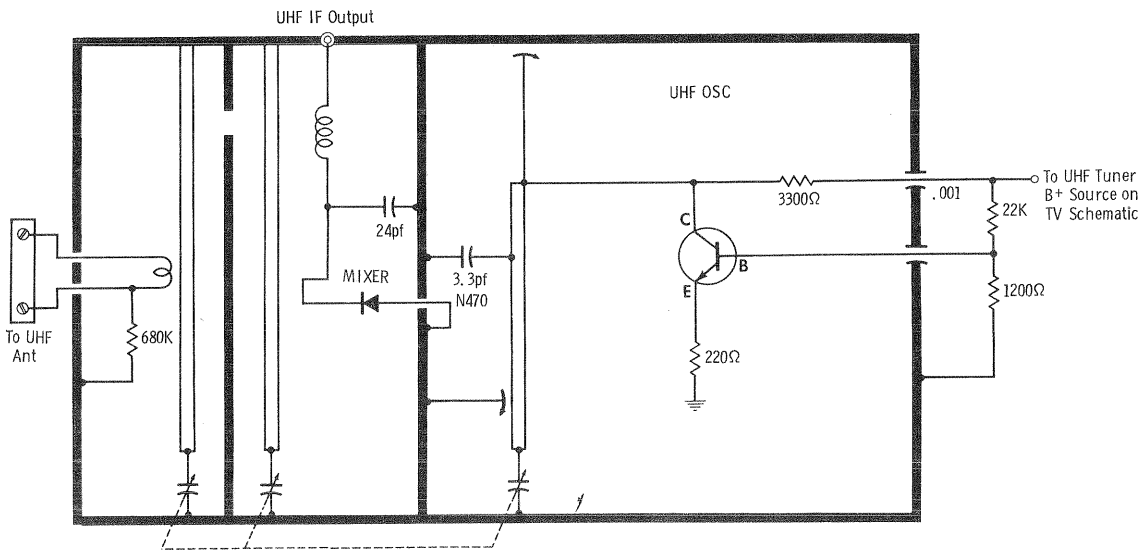 UHF IF Output
UHF OSC
To UHF Tuner
B+ Source on
TV Schematic
3300Ω
.001
22K
C
B
E
24pf
3.3pf
N470
MIXER
1200Ω
To UHF
Ant
680K
220Ω